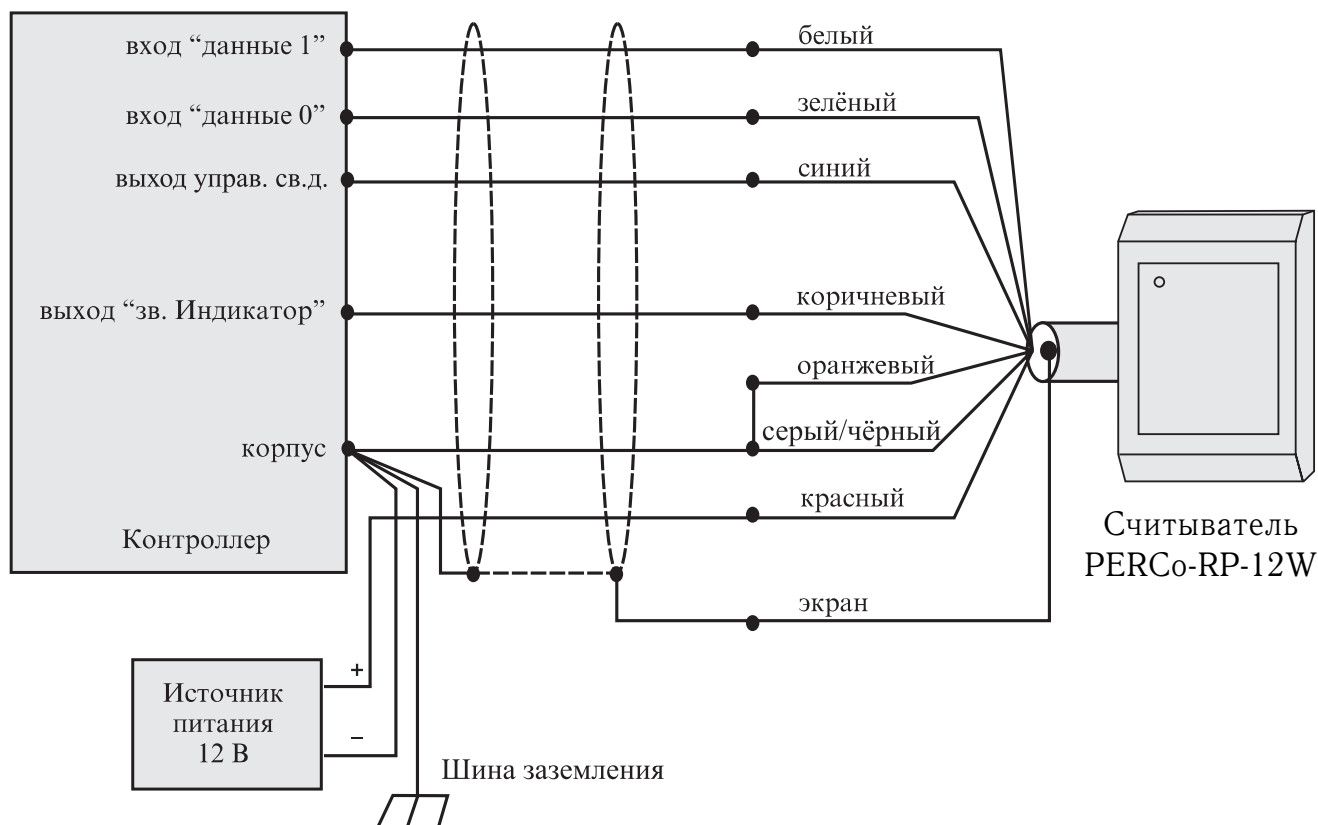 вход “данные 1”
белый
вход “данные 0”
зелёный
выход управ. св.д.
синий
выход “зв. Индикатор”
коричневый
оранжевый
корпус
серый/чёрный
красный
Контроллер
Считыватель
PERCo-RP-12W
экран
+
Источник
питания
12 В
–
Шина заземления